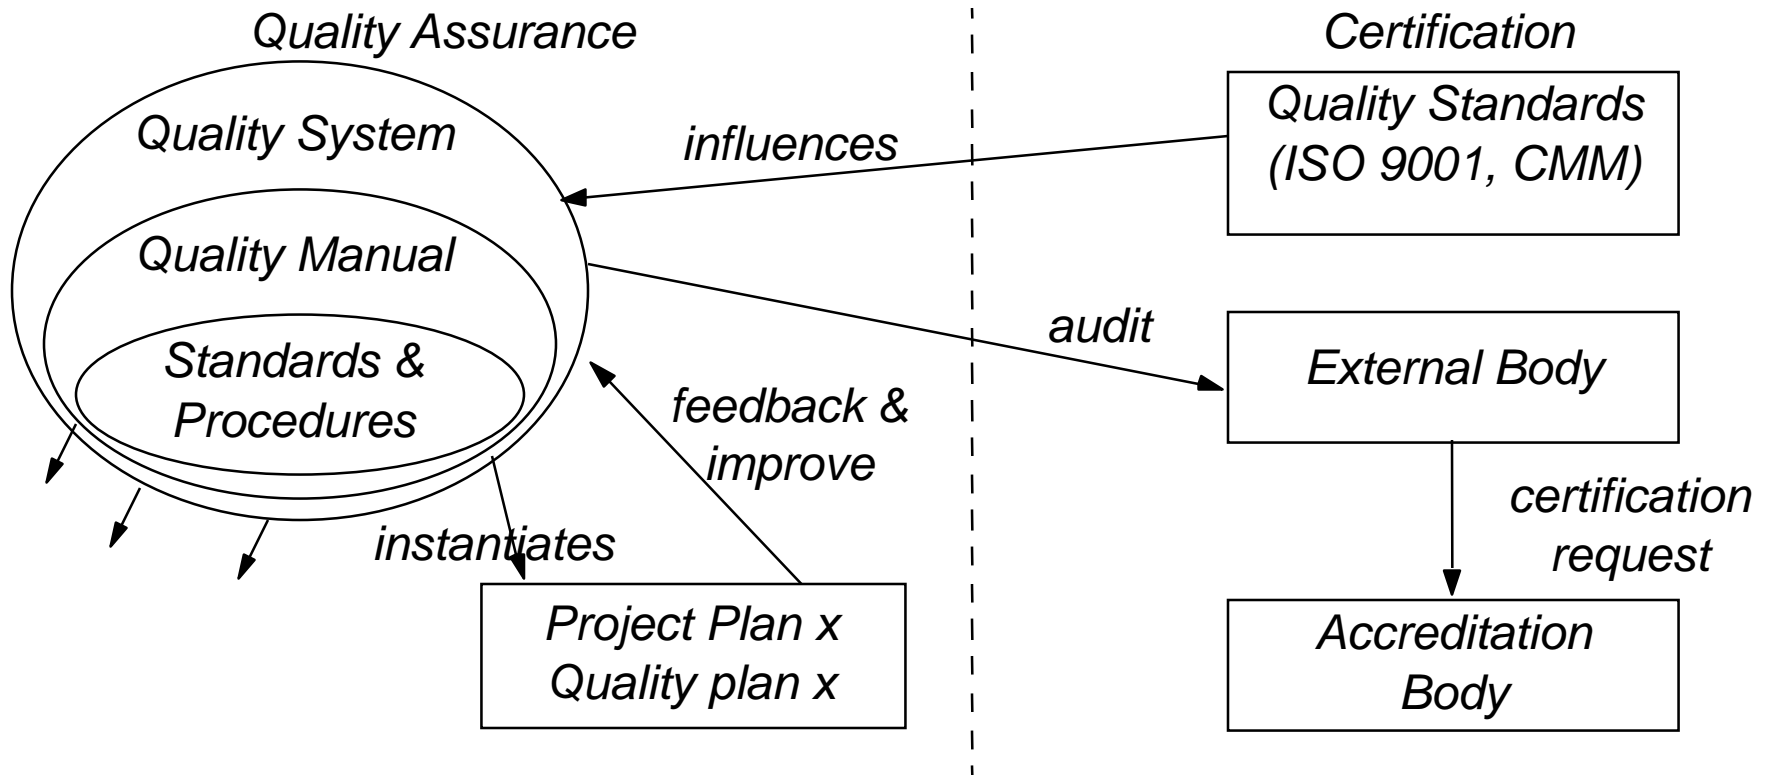 Quality Assurance
Certification
Quality System
Quality Manual
Standards &
Procedures
influences
Quality Standards
(ISO 9001, CMM)
audit
External Body
feedback &
improve
instantiates
certification
request
Project Plan x
Quality plan x
Accreditation
Body